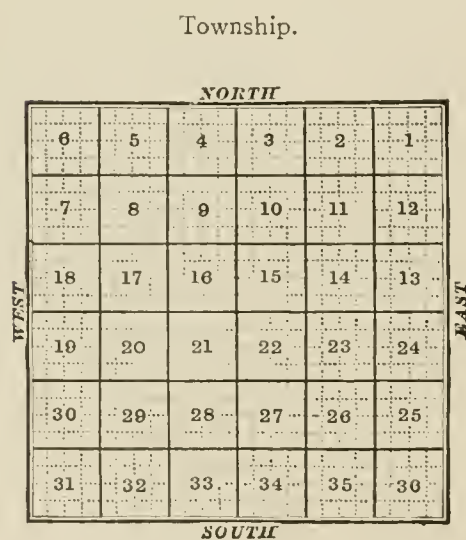 Township.
NORTH
6 5 4 3 2 1
7 8 9 10 11 12
18 17 16 15 14 13
WEST
EAST
19 20 21 22 23 24
30 29 28 27 26 25
31 32 33 34 35 36
SOUTH